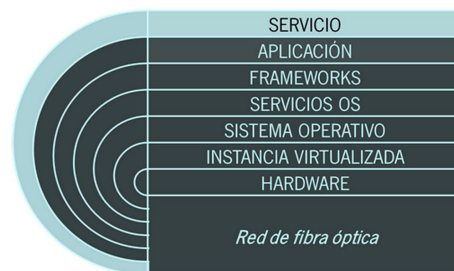 SERVICIO
APLICACIÓN
FRAMEWORKS
SERVICIOS OS
SISTEMA OPERATIVO
INSTANCIA VIRTUALIZADA
HARDWARE
Red de fibra óptica